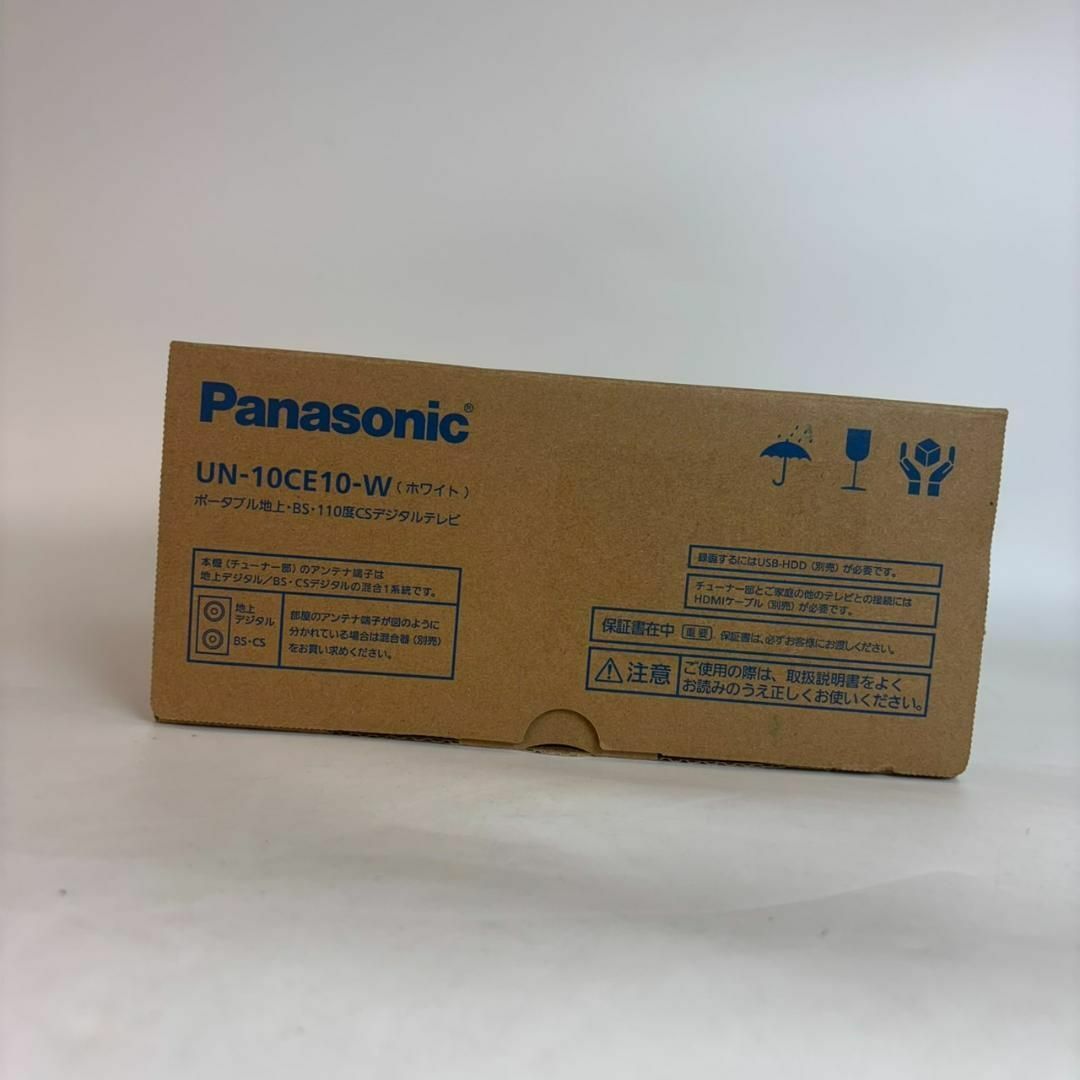 Panasonic®
UN-10CE10-W（ホワイト）
ポータブル地上・BS・110度CSデジタルテレビ
本機（チューナー部）のアンテナ端子は
地上デジタル／BS・CSデジタルの混合1系統です。
地上
デジタル
BS・CS
部屋のアンテナ端子が図のように
分かれている場合は混合器（別売）
をお買い求めください。
録画するにはUSB-HDD（別売）が必要です。
チューナー部とご家庭の他のテレビとの接続には
HDMIケーブル（別売）が必要です。
保証書在中 重要 保証書は、必ずお客様にお渡しください。
注意
ご使用の際は、取扱説明書をよく
お読みのうえ正しくお使いください。